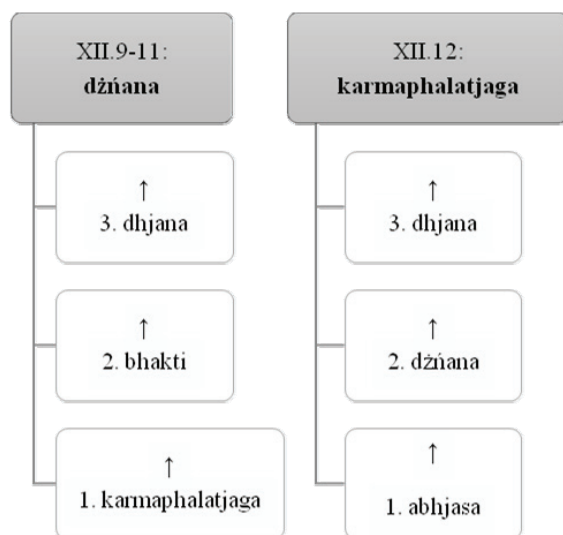 XII.9-11:
dżńana
↑
3. dhjana
↑
2. bhakti
↑
1. karmaphalatjaga
XII.12:
karmaphalatjaga
↑
3. dhjana
↑
2. dżńana
↑
1. abhjasa